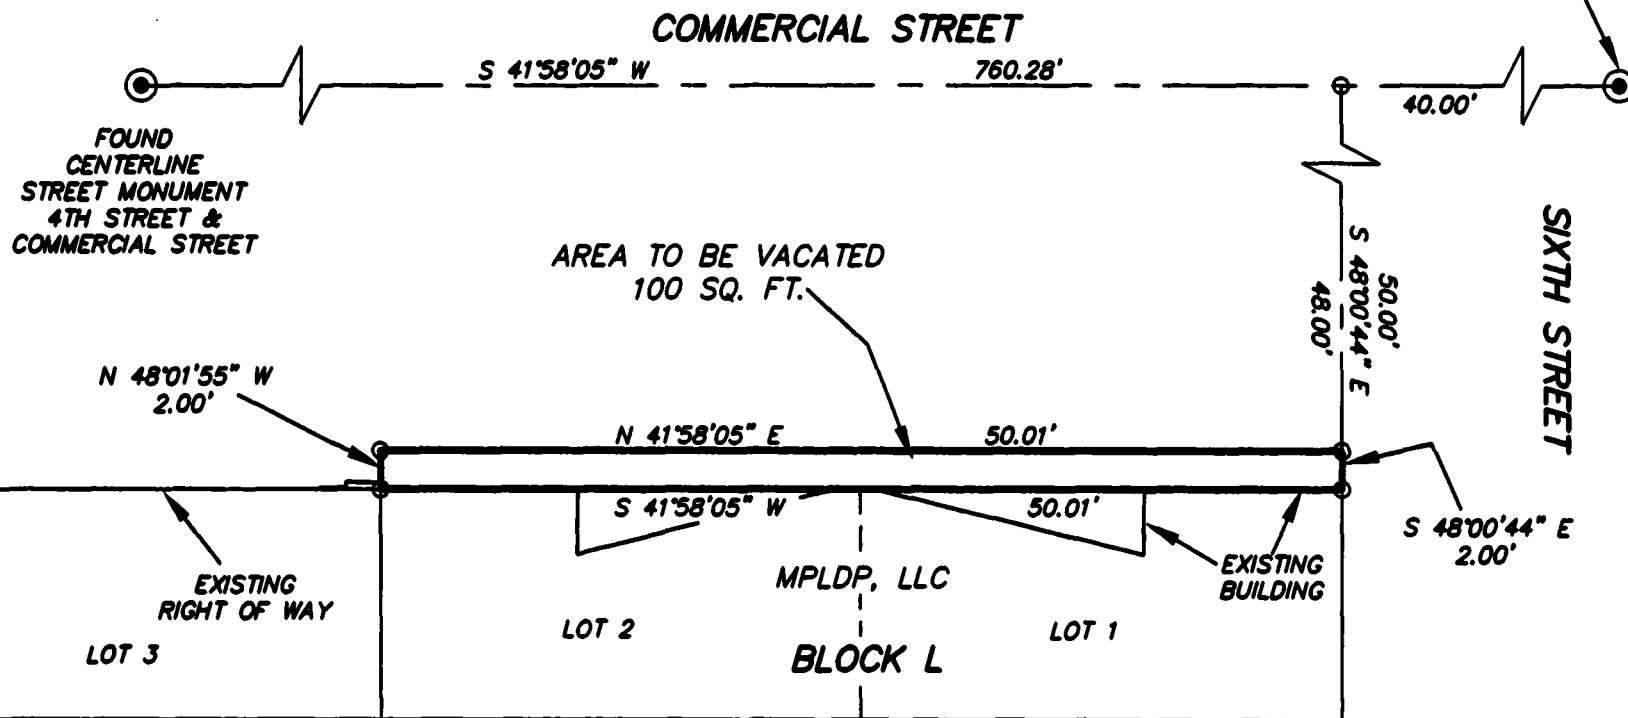 COMMERCIAL STREET
S 41°58'05" W
760.28'
40.00'
FOUND
CENTERLINE
STREET MONUMENT
4TH STREET &
COMMERCIAL STREET
AREA TO BE VACATED
100 SQ. FT.
50.00'
S 48°00'44" E
48.00'
SIXTH STREET
N 48°01'55" W
2.00'
N 41°58'05" E
50.01'
S 41°58'05" W
50.01'
S 48°00'44" E
2.00'
EXISTING
RIGHT OF WAY
MPLDP, LLC
EXISTING
BUILDING
LOT 3
LOT 2
LOT 1
BLOCK L